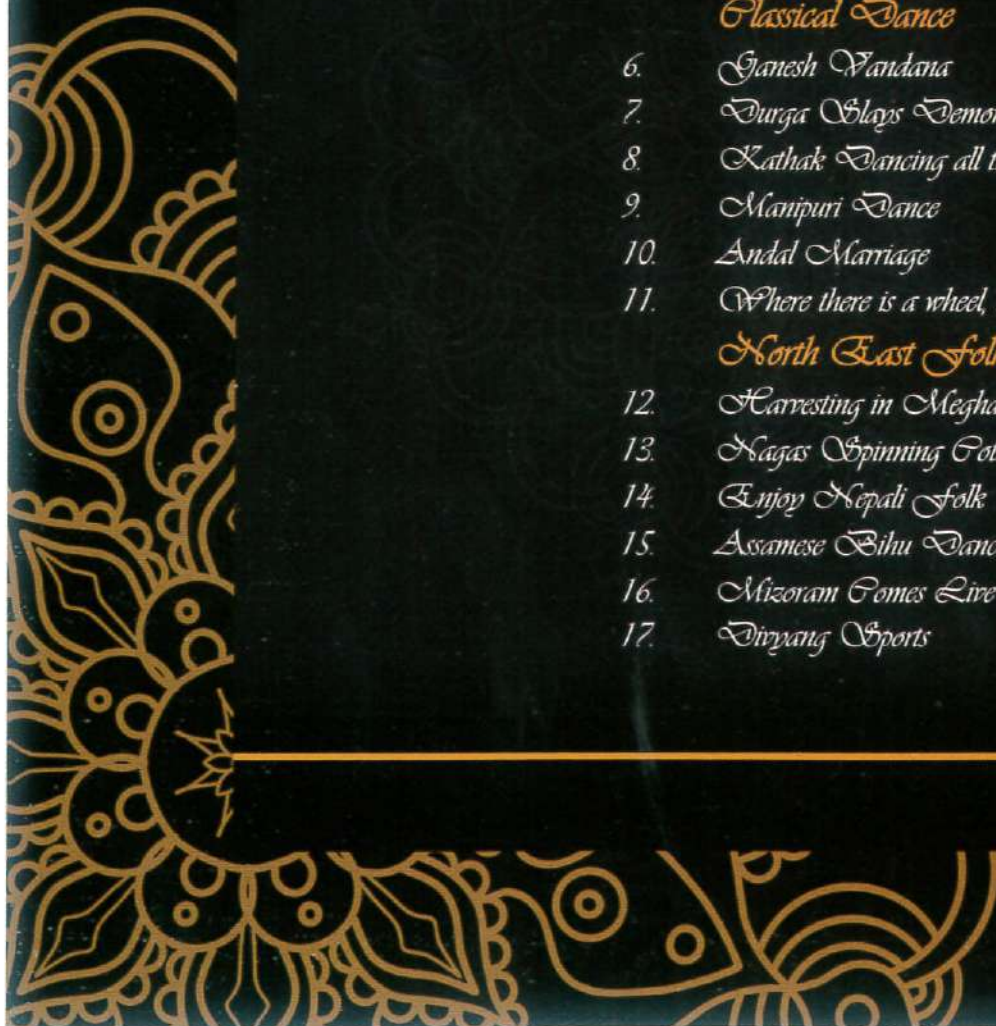 Classical Dance
6. Ganesh Vandana
7. Durga Slays
8. Kathak Dancing all
9. Manipuri Dance
10. Andal Marriage
11. Where there is a wheel,
North East
12. Harvesting in
13. Nagas Spinning
14. Enjoy Nepali Folk
15. Assamese Bihu
16. Mizoram Comes Live
17. Divyang Sports